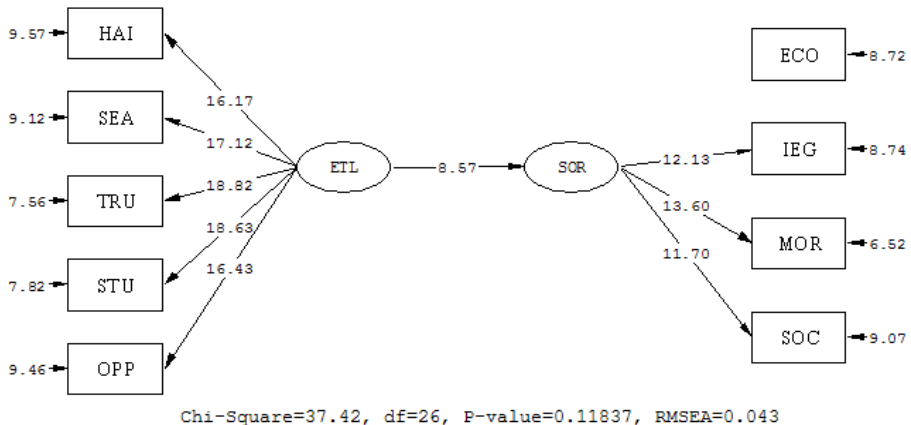 9.57 HAI
ECO 8.72
16.17
9.12 SEA
17.12
12.13 IEG 8.74
ETL 8.57 SOR
7.56 TRU
18.82
13.60
18.63
MOR 6.52
7.82 STU
16.43
11.70
SOC 9.07
9.46 OPP
Chi-Square=37.42, df=26, P-value=0.11837, RMSEA=0.043